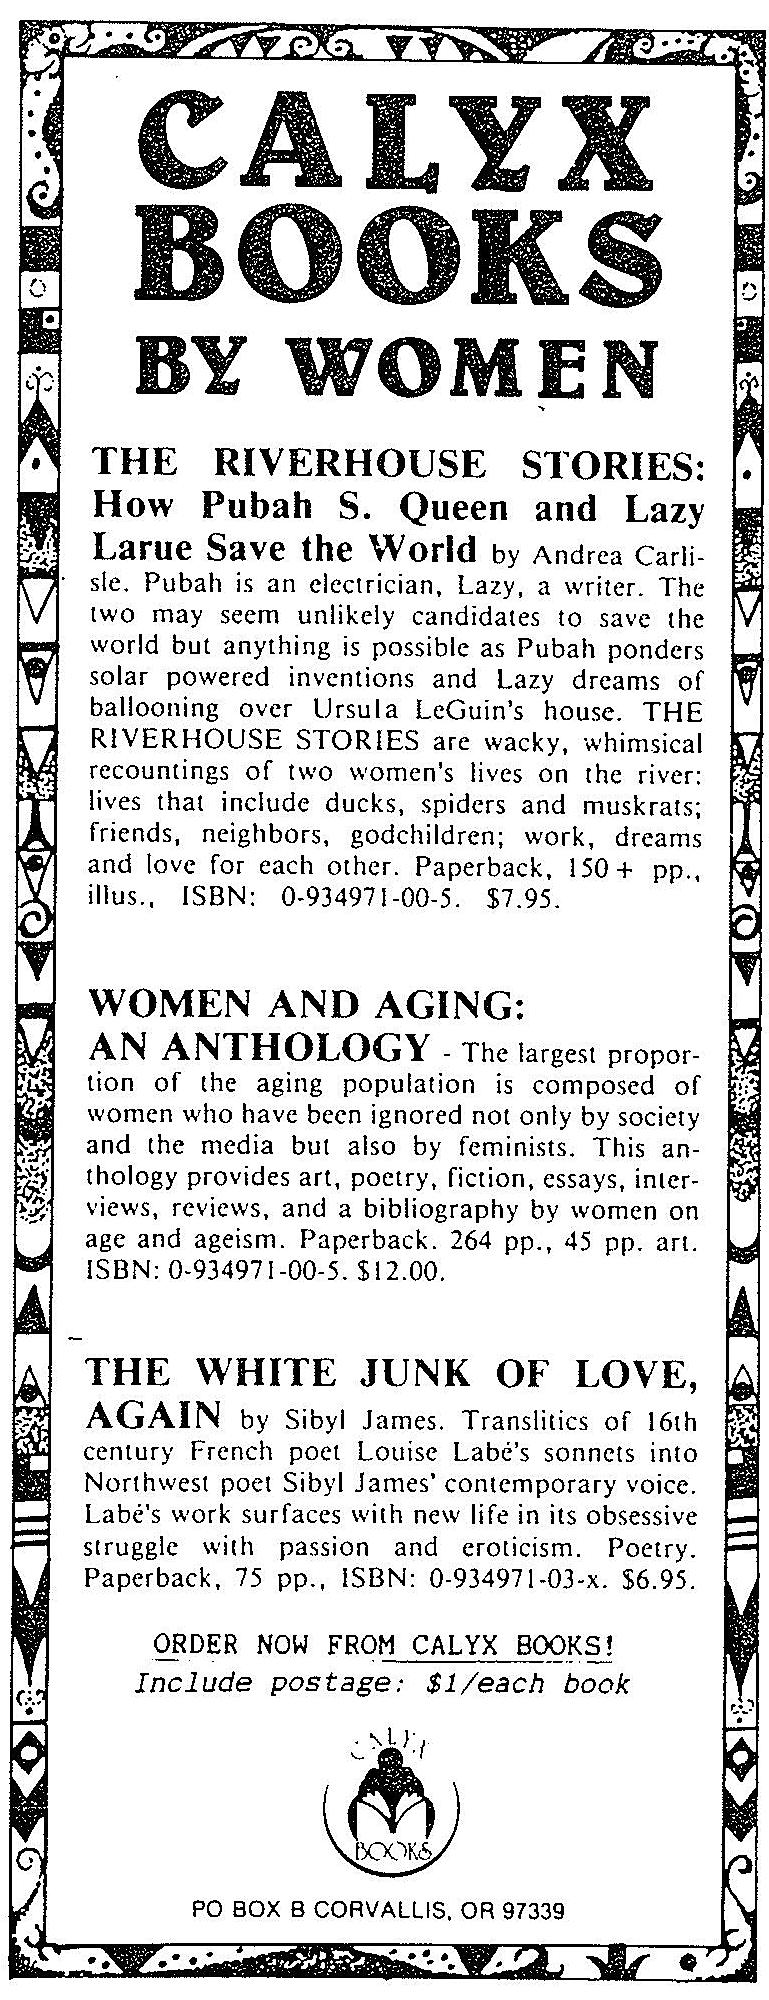 CALYX
BOOKS
BY WOMEN
THE RIVERHOUSE STORIES:
How Pubah S. Queen and Lazy
Larue Save the World by Andrea Carli-
sle. Pubah is an electrician, Lazy, a writer. The
two may seem unlikely candidates to save the
world but anything is possible as Pubah ponders
solar powered inventions and Lazy dreams of
ballooning over Ursula LeGuin's house. THE
RIVERHOUSE STORIES are wacky, whimsical
recountings of two women's lives on the river:
lives that include ducks, spiders and muskrats;
friends, neighbors, godchildren; work, dreams
and love for each other. Paperback, 150+ pp.,
illus., ISBN: 0-934971-00-5. $7.95.
WOMEN AND AGING:
AN ANTHOLOGY - The largest propor-
tion of the aging population is composed of
women who have been ignored not only by society
and the media but also by feminists. This an-
thology provides art, poetry, fiction, essays, inter-
views, reviews, and a bibliography by women on
age and ageism. Paperback. 264 pp., 45 pp. art.
ISBN: 0-934971-00-5. $12.00.
THE WHITE JUNK OF LOVE,
AGAIN by Sibyl James. Translitics of 16th
century French poet Louise Labé's sonnets into
Northwest poet Sibyl James' contemporary voice.
Labé's work surfaces with new life in its obsessive
struggle with passion and eroticism. Poetry.
Paperback, 75 pp., ISBN: 0-934971-03-x. $6.95.
ORDER NOW FROM CALYX BOOKS!
Include postage: $1/each book
CALYX
BOOKS
PO BOX B CORVALLIS, OR 97339